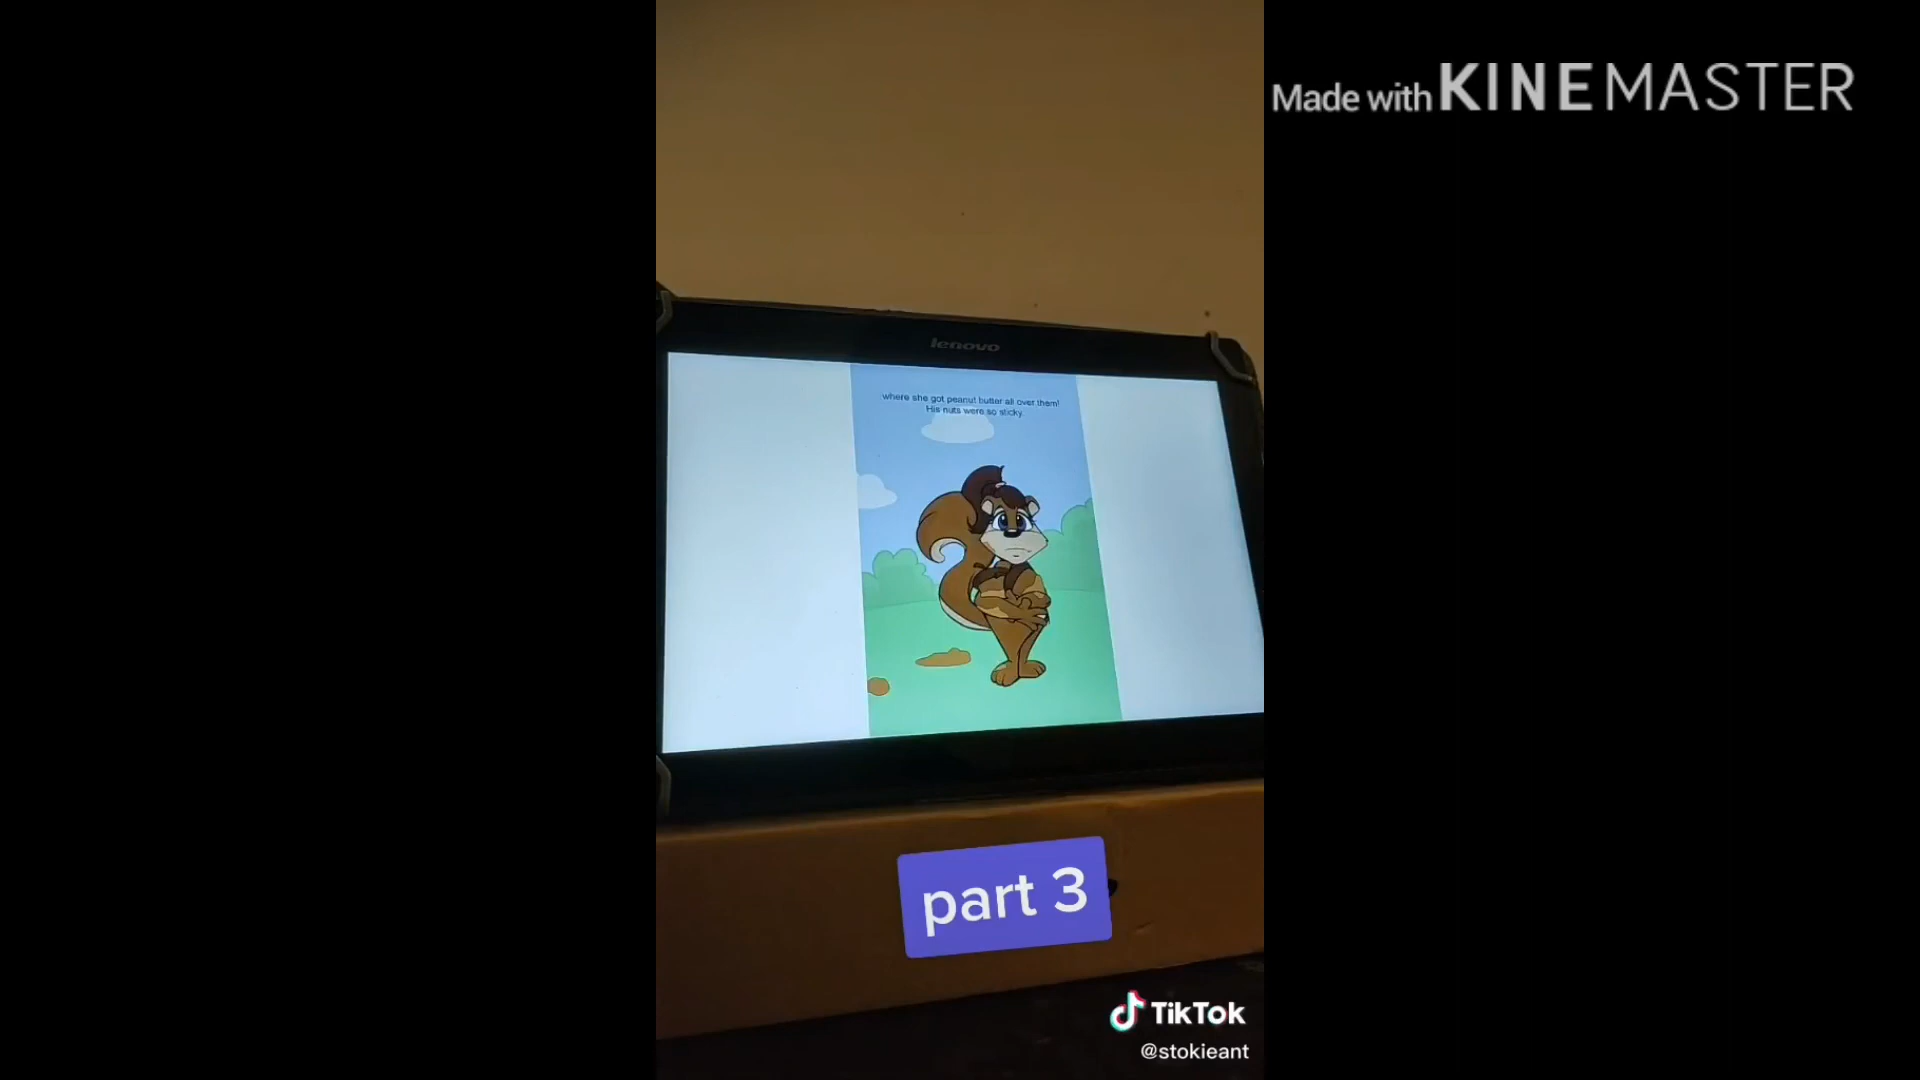 Made with KINEMASTER
lenovo
where she got peanut butter all over them!
His nuts were so sticky.
part 3
TikTok
@stokieant